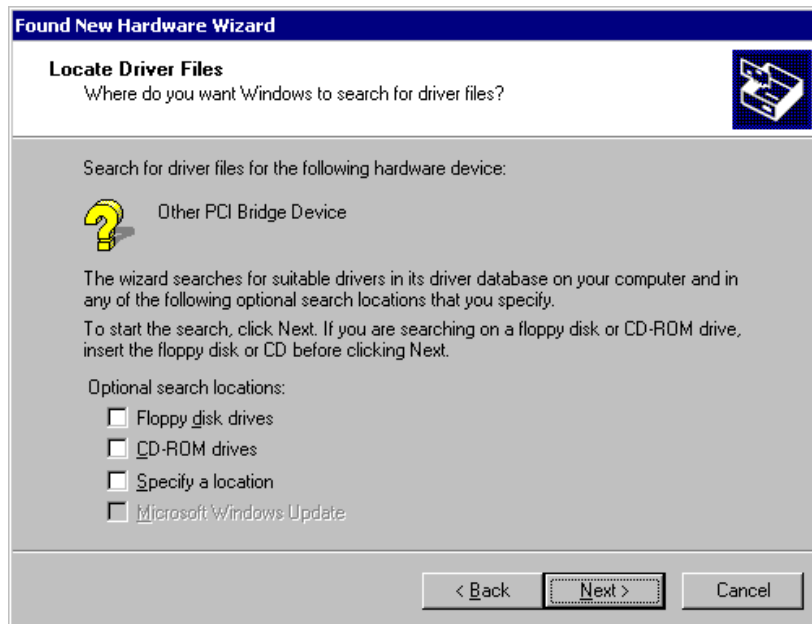 Found New Hardware Wizard
Locate Driver Files
Where do you want Windows to search for driver files?
Search for driver files for the following hardware device:
Other PCI Bridge Device
The wizard searches for suitable drivers in its driver database on your computer and in
any of the following optional search locations that you specify.
To start the search, click Next. If you are searching on a floppy disk or CD-ROM drive,
insert the floppy disk or CD before clicking Next.
Optional search locations:
Floppy disk drives
CD-ROM drives
Specify a location
Microsoft Windows Update
< Back Next > Cancel